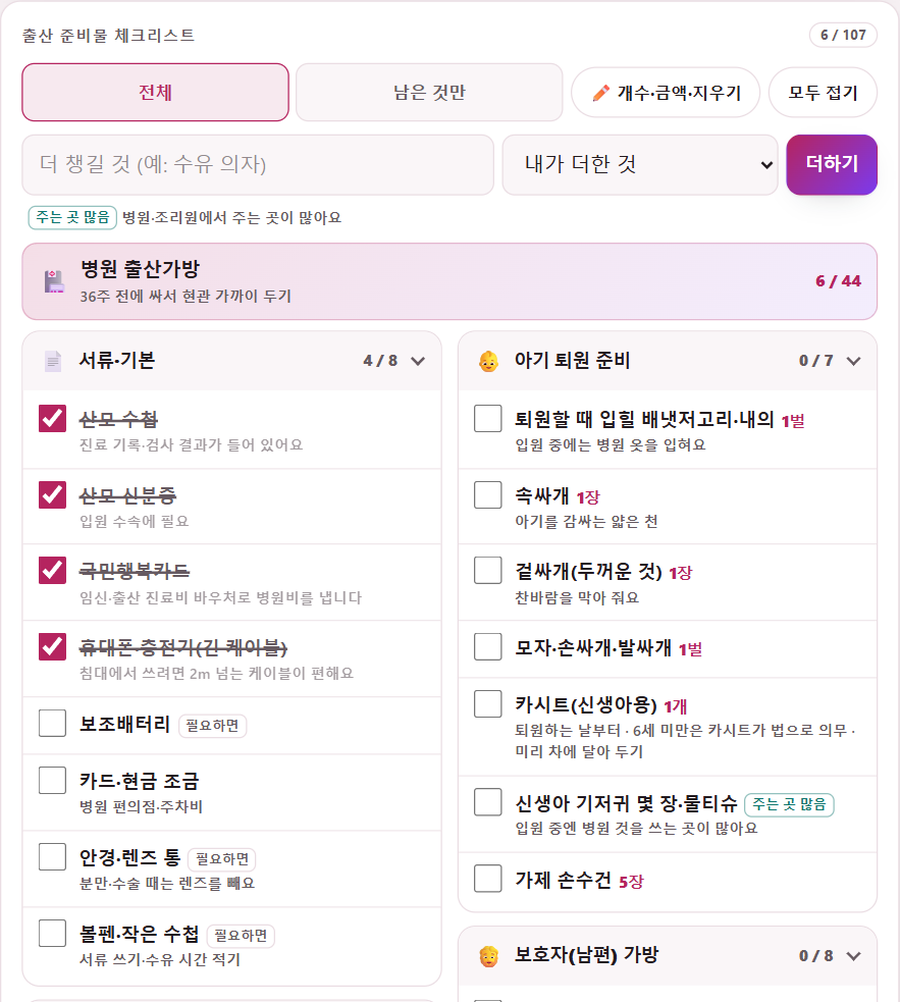 출산 준비물 체크리스트
6 / 107
전체
남은 것만
개수·금액·지우기
모두 접기
더 챙길 것 (예: 수유 의자)
내가 더한 것
더하기
주는 곳 많음 병원·조리원에서 주는 곳이 많아요
병원 출산가방
36주 전에 싸서 현관 가까이 두기
6 / 44
서류·기본
4 / 8
산모 수첩
진료 기록·검사 결과가 들어 있어요
산모 신분증
입원 수속에 필요
국민행복카드
임신·출산 진료비 바우처로 병원비를 냅니다
휴대폰·충전기(긴 케이블)
침대에서 쓰려면 2m 넘는 케이블이 편해요
보조배터리 필요하면
카드·현금 조금
병원 편의점·주차비
안경·렌즈 통 필요하면
분만·수술 때는 렌즈를 빼요
볼펜·작은 수첩 필요하면
서류 쓰기·수유 시간 적기
아기 퇴원 준비
0 / 7
퇴원할 때 입힐 배냇저고리·내의 1벌
입원 중에는 병원 옷을 입혀요
속싸개 1장
아기를 감싸는 얇은 천
겉싸개(두꺼운 것) 1장
찬바람을 막아 줘요
모자·손싸개·발싸개 1벌
카시트(신생아용) 1개
퇴원하는 날부터 · 6세 미만은 카시트가 법으로 의무 ·
미리 차에 달아 두기
신생아 기저귀 몇 장·물티슈 주는 곳 많음
입원 중엔 병원 것을 쓰는 곳이 많아요
가제 손수건 5장
보호자(남편) 가방
0 / 8